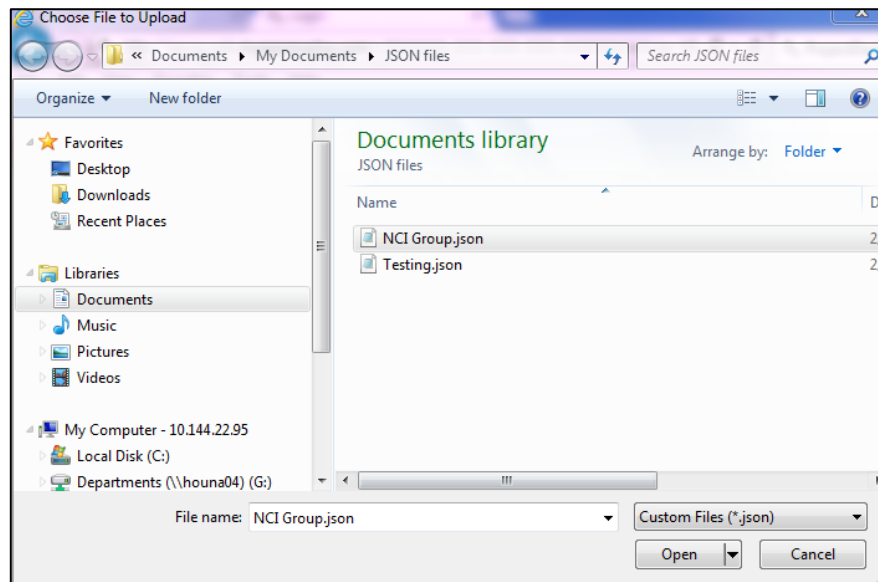 Choose File to Upload
« Documents ▸ My Documents ▸ JSON files
Search JSON files
Organize
New folder
Favorites
Desktop
Downloads
Recent Places
Libraries
Documents
Music
Pictures
Videos
My Computer - 10.144.22.95
Local Disk (C:)
Departments (\\houna04) (G:)
Documents library
JSON files
Arrange by: Folder
Name
D
NCI Group.json
2
Testing.json
2
File name: NCI Group.json
Custom Files (*.json)
Open
Cancel